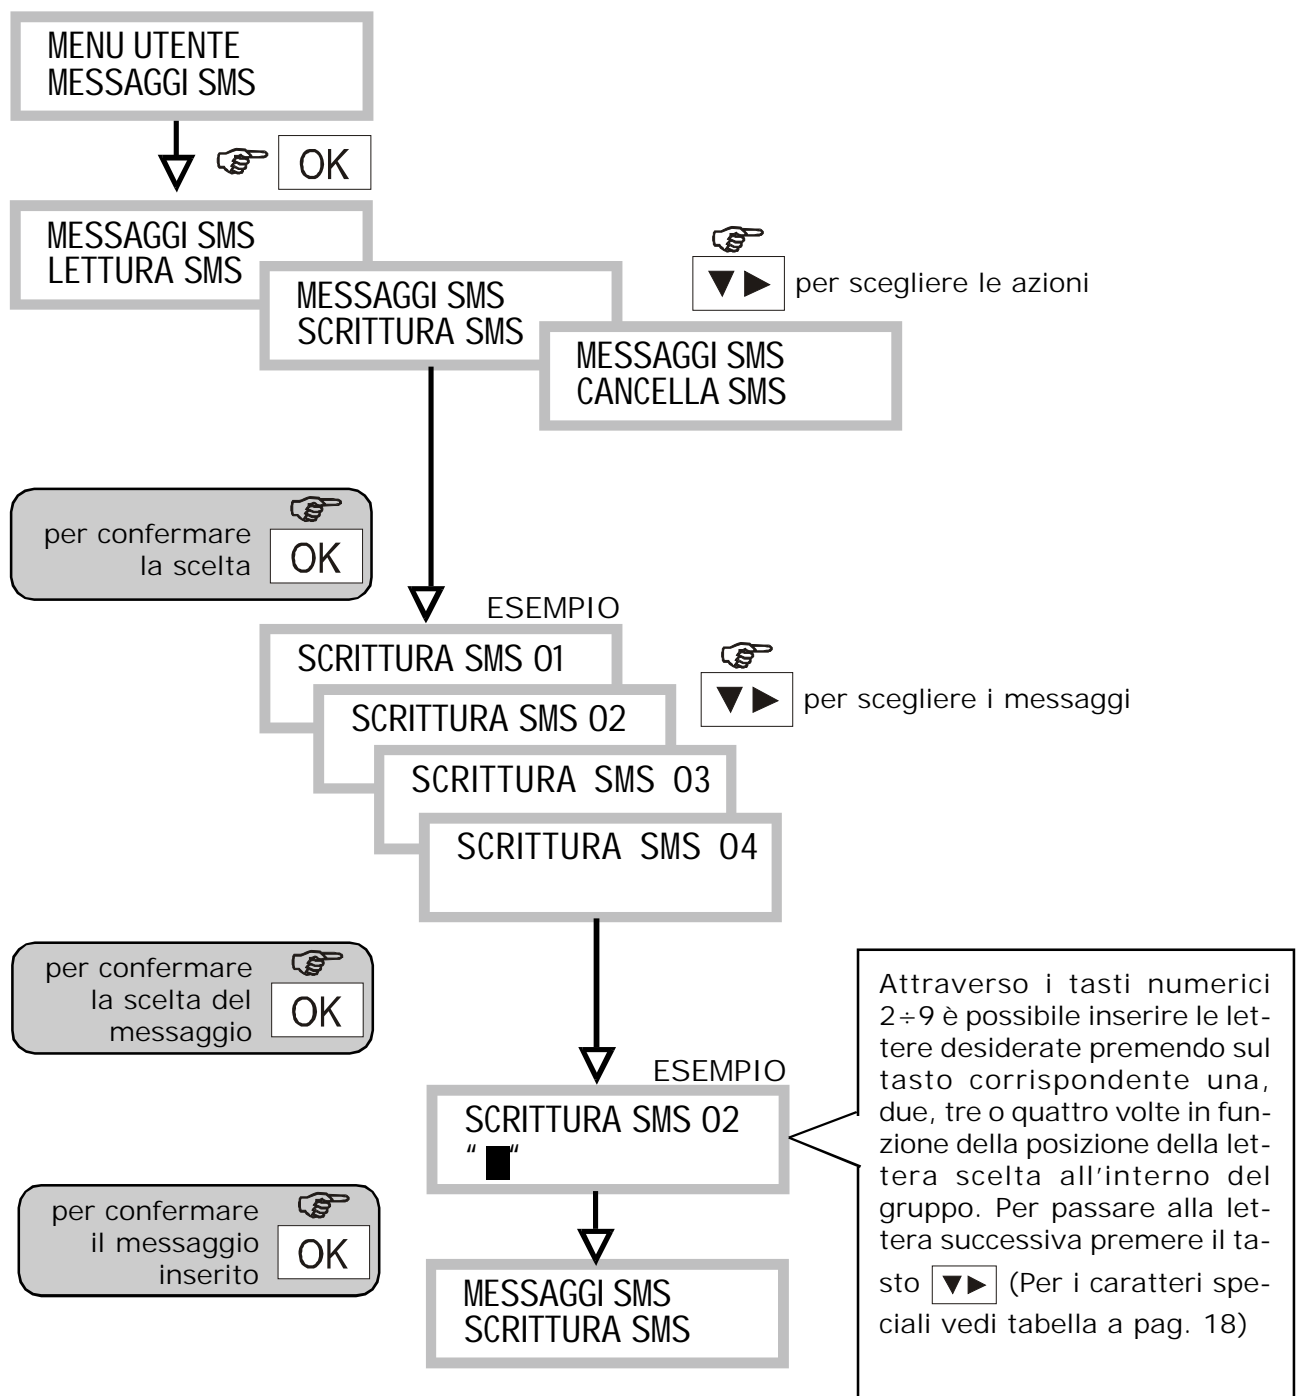 MENU UTENTE
MESSAGGI SMS
OK
MESSAGGI SMS
LETTURA SMS
MESSAGGI SMS
SCRITTURA SMS
▼▶ per scegliere le azioni
MESSAGGI SMS
CANCELLA SMS
per confermare
la scelta
OK
ESEMPIO
SCRITTURA SMS 01
SCRITTURA SMS 02
SCRITTURA SMS 03
SCRITTURA SMS 04
▼▶ per scegliere i messaggi
per confermare
la scelta del
messaggio
OK
ESEMPIO
SCRITTURA SMS 02
“ █ “
Attraverso i tasti numerici
2÷9 è possibile inserire le let-
tere desiderate premendo sul
tasto corrispondente una,
due, tre o quattro volte in fun-
zione della posizione della let-
tera scelta all'interno del
gruppo. Per passare alla let-
tera successiva premere il ta-
sto ▼▶ (Per i caratteri spe-
ciali vedi tabella a pag. 18)
per confermare
il messaggio
inserito
OK
MESSAGGI SMS
SCRITTURA SMS